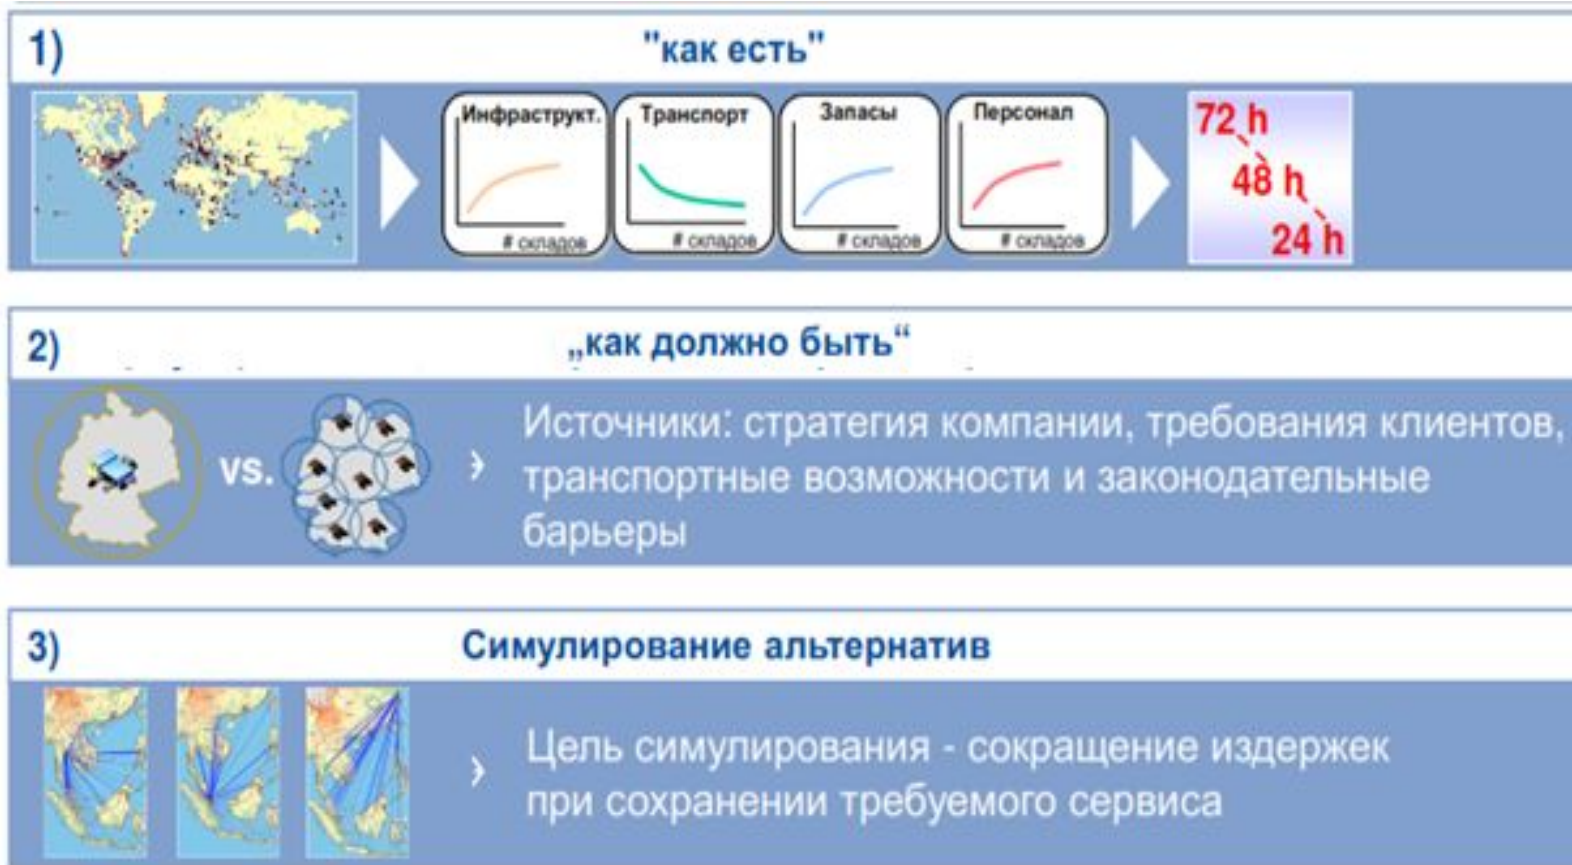 1)
"как есть"
Инфраструкт.
# складов
Транспорт
# складов
Запасы
# складов
Персонал
# складов
72 h
48 h
24 h
2)
„как должно быть“
vs.
Источники: стратегия компании, требования клиентов,
транспортные возможности и законодательные
барьеры
3)
Симулирование альтернатив
Цель симулирования - сокращение издержек
при сохранении требуемого сервиса